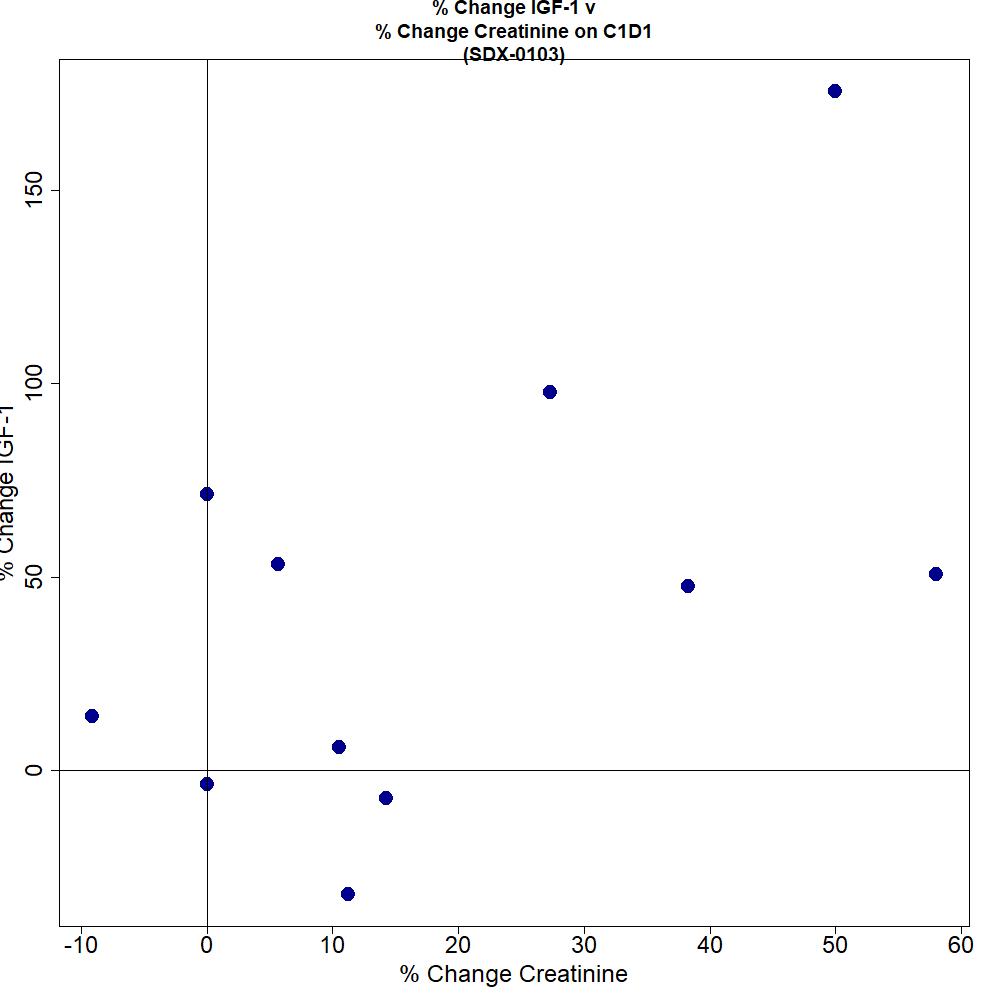 % Change IGF-1 v
% Change Creatinine on C1D1
(SDX-0103)
150
100
50
0
% Change IGF-1
-10 0 10 20 30 40 50 60
% Change Creatinine